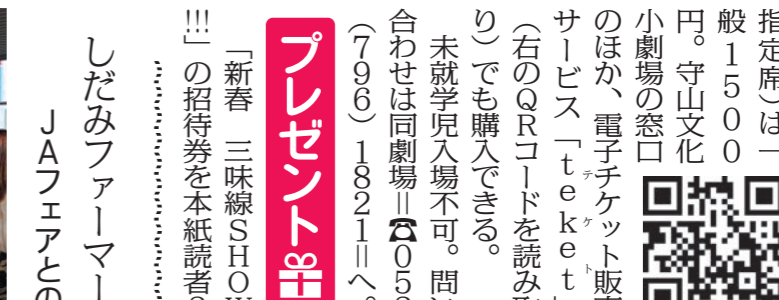 指定席)は一
般1500
円。守山文化
小劇場の窓口
のほか、電子チケット販
サービス「teket
テケト
(右のQRコードを読み
り)でも購入できる。
未就学児入場不可。問い
合わせは同劇場=☎05
(796)1821=へ。
プレゼント
「新春 三味線SHO
!!!」の招待券を本紙読者
しだみファーマー
JAフェアとの